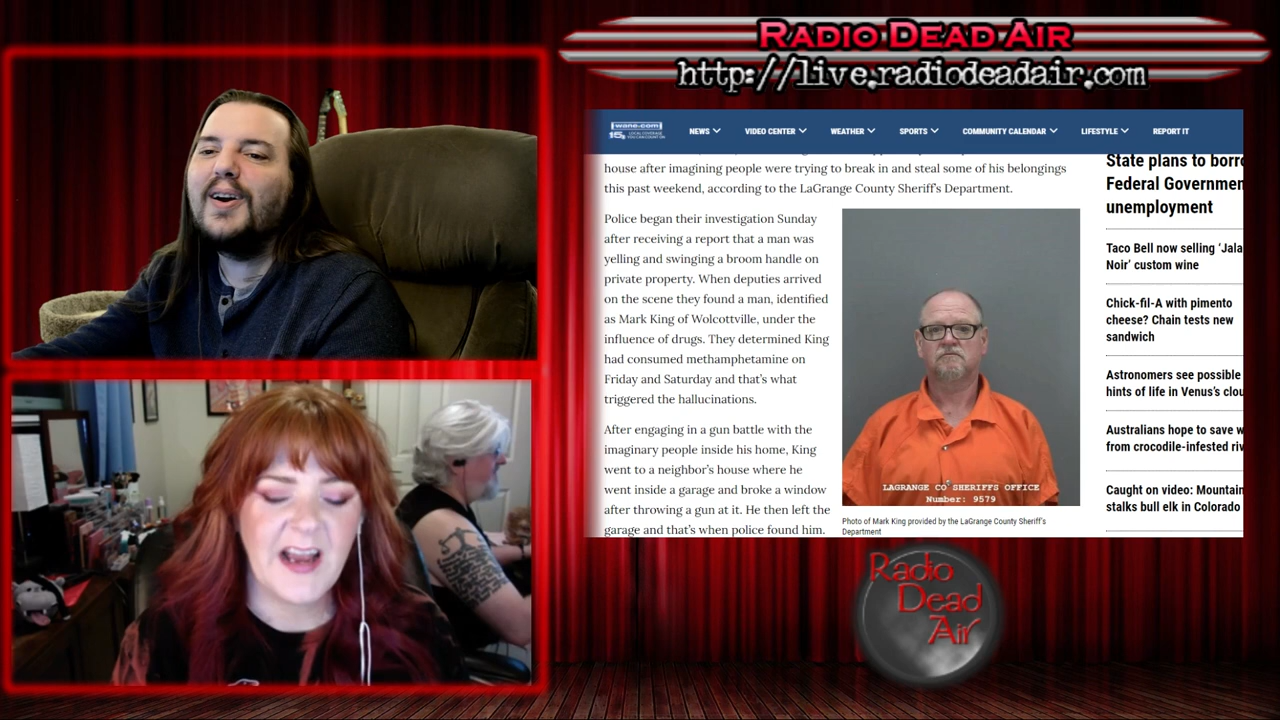 RADIO DEAD AIR
http://live.radiodeadair.com
wane.com
15
NEWS
VIDEO CENTER
WEATHER
SPORTS
COMMUNITY CALENDAR
LIFESTYLE
REPORT IT
house after imagining people were trying to break in and steal some of his belongings
this past weekend, according to the LaGrange County Sheriff's Department.
Police began their investigation Sunday
after receiving a report that a man was
yelling and swinging a broom handle on
private property. When deputies arrived
on the scene they found a man, identified
as Mark King of Wolcottville, under the
influence of drugs. They determined King
had consumed methamphetamine on
Friday and Saturday and that's what
triggered the hallucinations.
After engaging in a gun battle with the
imaginary people inside his home, King
went to a neighbor's house where he
went inside a garage and broke a window
after throwing a gun at it. He then left the
garage and that's when police found him.
LAGRANGE CO SHERIFFS OFFICE
Number: 9579
Photo of Mark King provided by the LaGrange County Sheriff's
Department
State plans to borro
Federal Governmen
unemployment
Taco Bell now selling ‘Jala
Noir’ custom wine
Chick-fil-A with pimento
cheese? Chain tests new
sandwich
Astronomers see possible
hints of life in Venus’s clou
Australians hope to save w
from crocodile-infested riv
Caught on video: Mountain
stalks bull elk in Colorado
Radio
Dead
Air